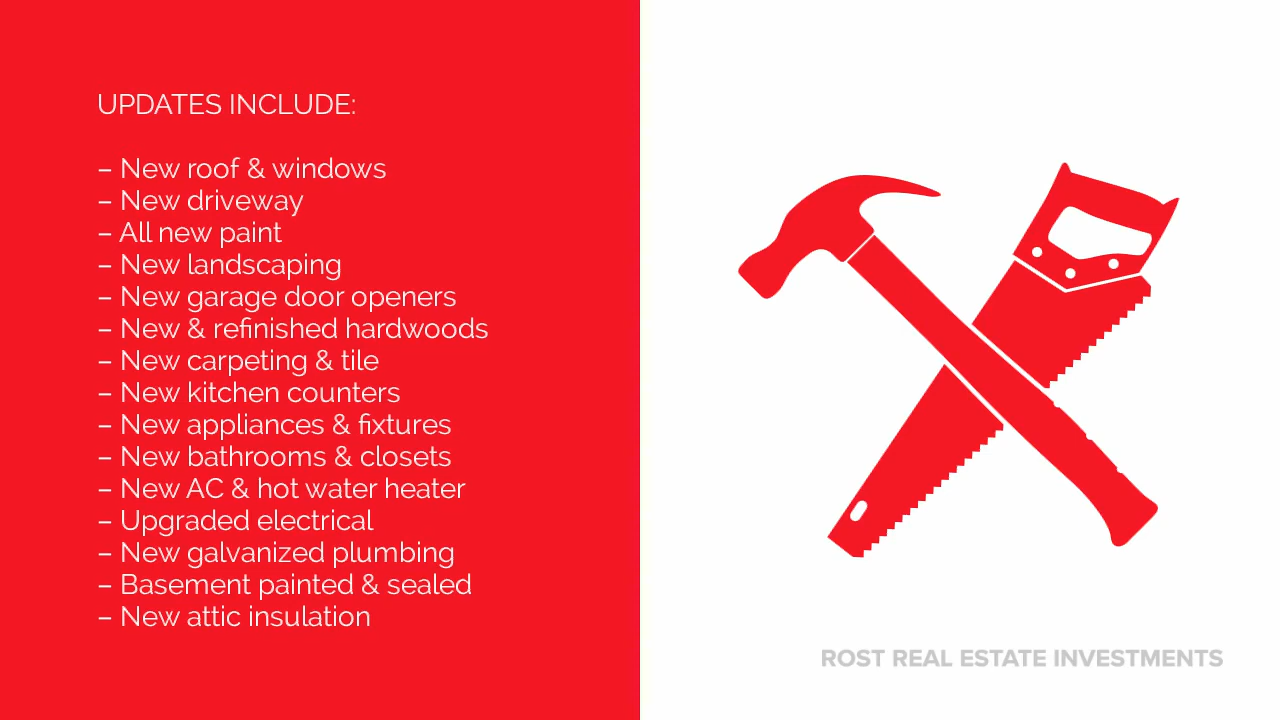 UPDATES INCLUDE:
– New roof & windows
– New driveway
– All new paint
– New landscaping
– New garage door openers
– New & refinished hardwoods
– New carpeting & tile
– New kitchen counters
– New appliances & fixtures
– New bathrooms & closets
– New AC & hot water heater
– Upgraded electrical
– New galvanized plumbing
– Basement painted & sealed
– New attic insulation
ROST REAL ESTATE INVESTMENTS